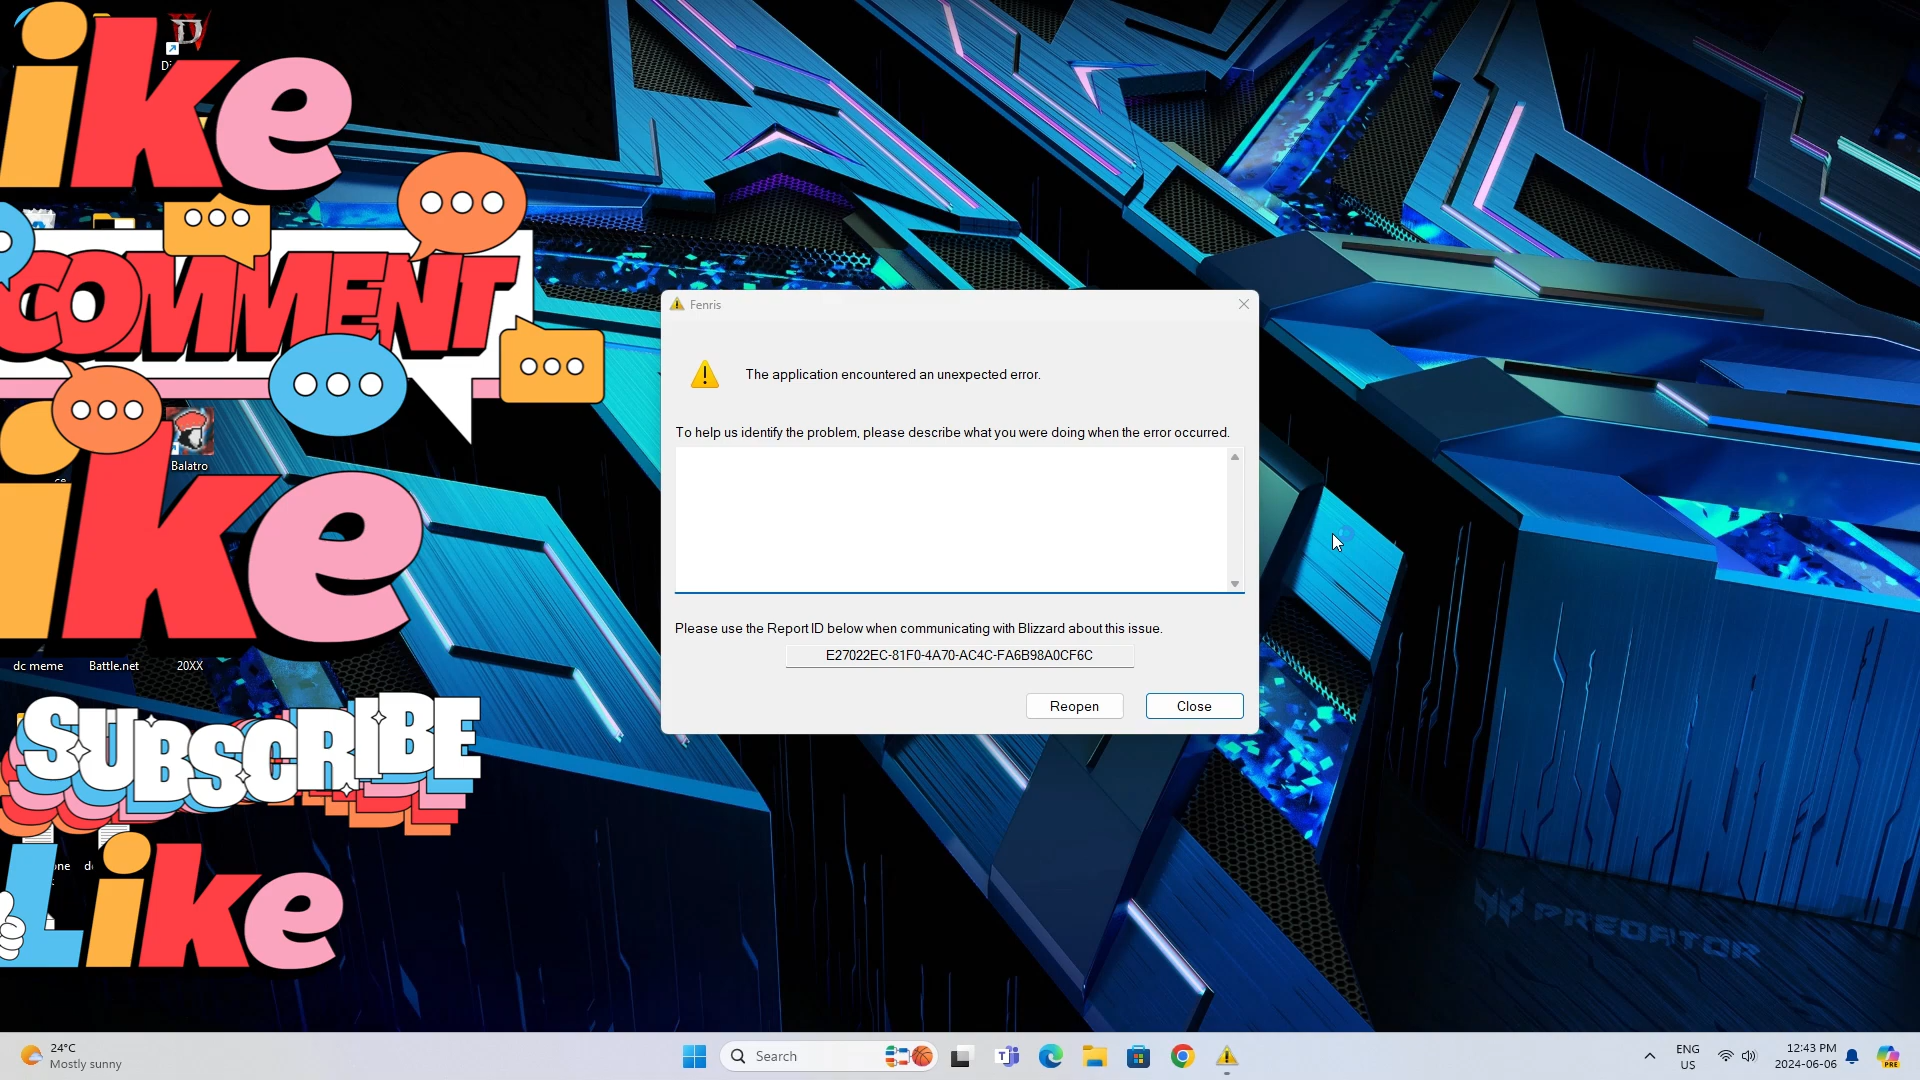 Di
ike
COMMENT
ike
Balatro
dc meme
Battle.net
20XX
SUBSCRIBE
Like
Fenris
The application encountered an unexpected error.
To help us identify the problem, please describe what you were doing when the error occurred.
Please use the Report ID below when communicating with Blizzard about this issue.
E27022EC-81F0-4A70-AC4C-FA6B98A0CF6C
Reopen
Close
PREDATOR
24°C
Mostly sunny
Search
ENG
US
12:43 PM
2024-06-06
PRE